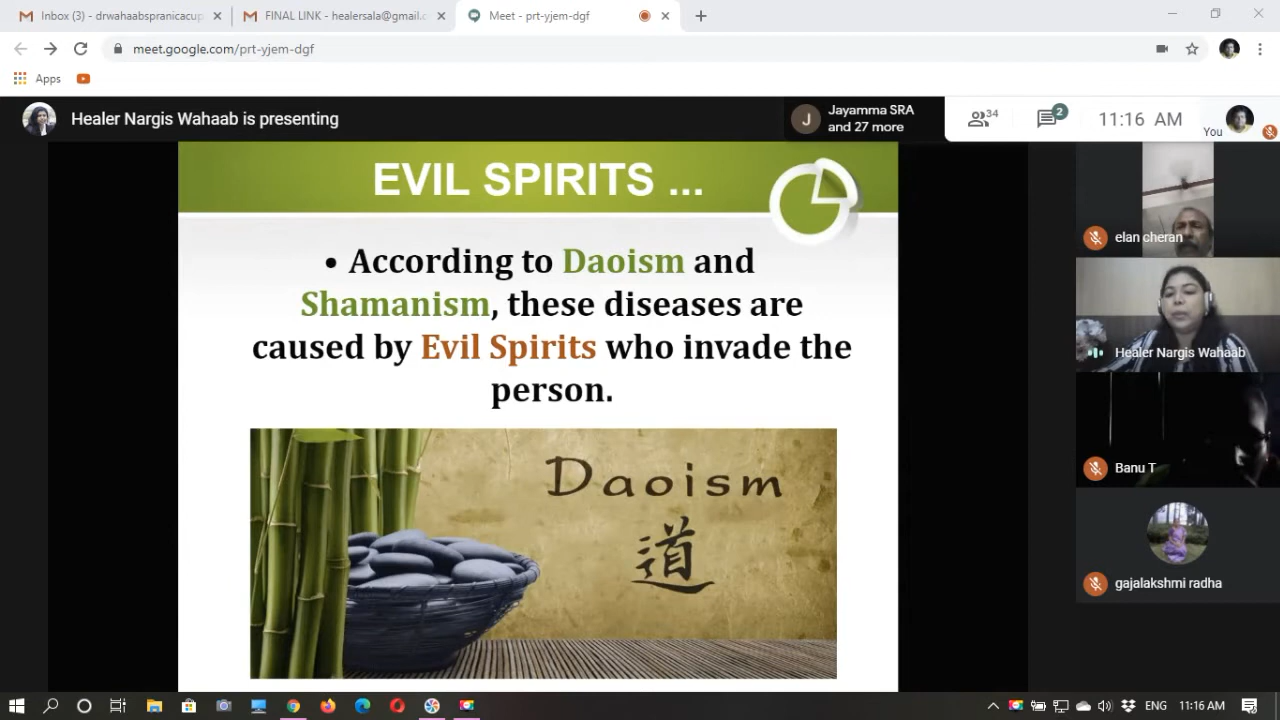 Inbox (3) - drwahaabspranicacup
FINAL LINK - healersala@gmail.c
Meet - prt-yjem-dgf
meet.google.com/prt-yjem-dgf
Apps
Healer Nargis Wahaab is presenting
J
Jayamma SRA
and 27 more
34
2
11:16 AM
You
EVIL SPIRITS ...
• According to Daoism and
Shamanism, these diseases are
caused by Evil Spirits who invade the
person.
Daoism
道
elan cheran
Healer Nargis Wahaab
Banu T
gajalakshmi radha
ENG
11:16 AM